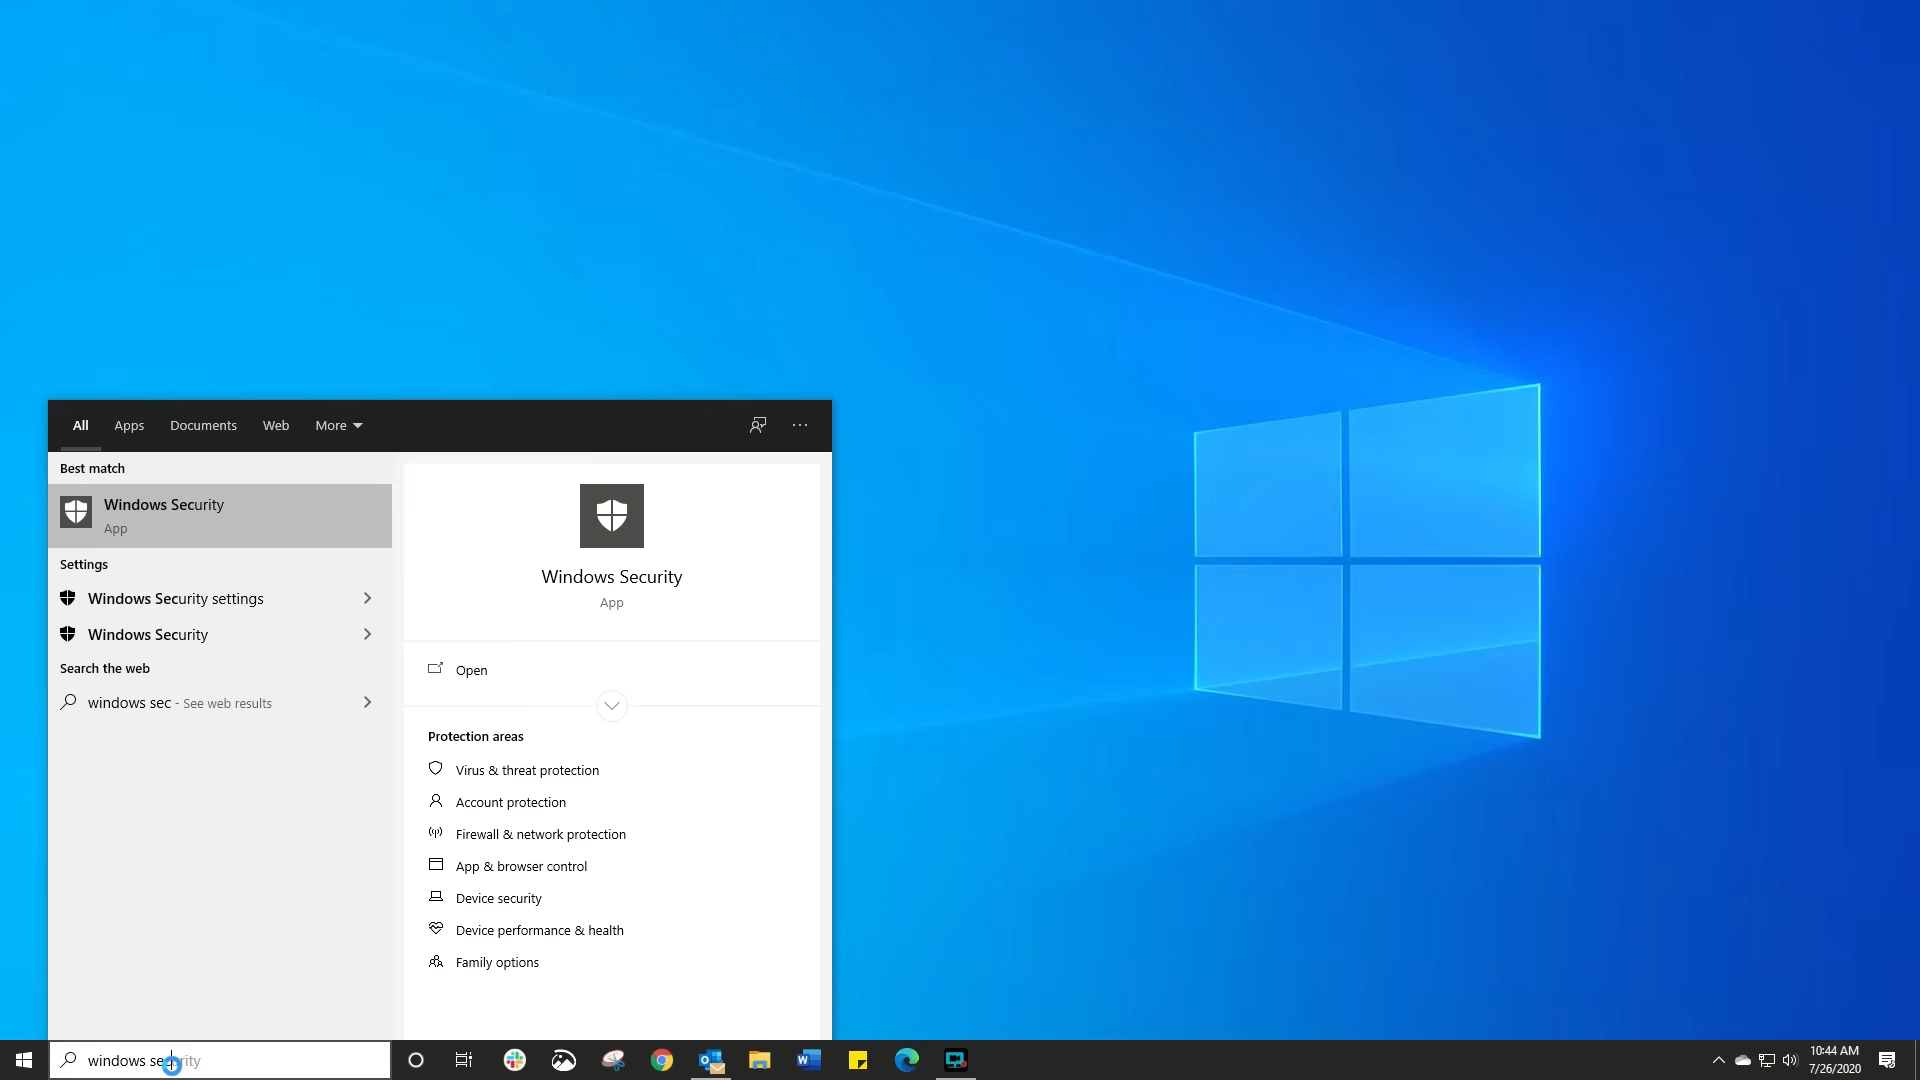 All Apps Documents Web More
Best match
Windows Security
App
Settings
Windows Security settings
Windows Security
Search the web
windows sec - See web results
Windows Security
App
Open
Protection areas
Virus & threat protection
Account protection
Firewall & network protection
App & browser control
Device security
Device performance & health
Family options
windows security
10:44 AM
7/26/2020